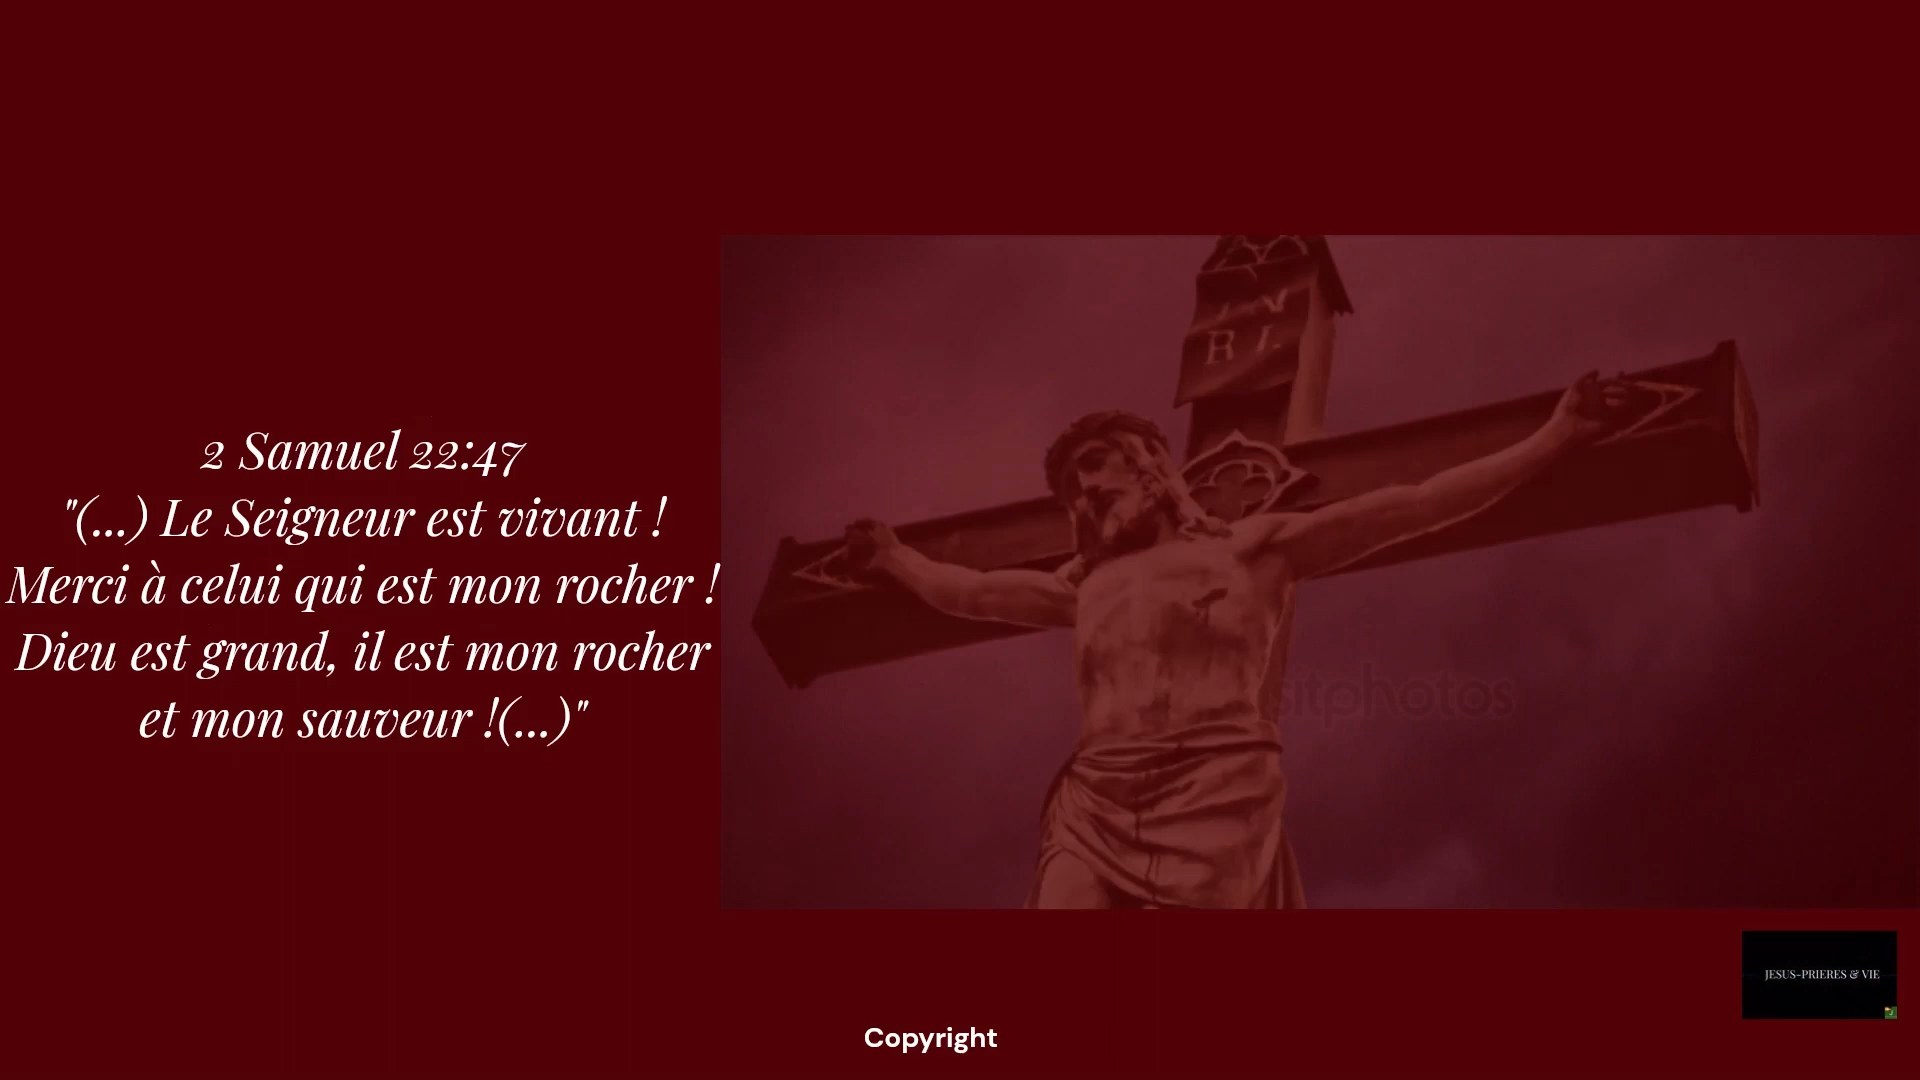 2 Samuel 22:47
"(...) Le Seigneur est vivant !
Merci à celui qui est mon rocher !
Dieu est grand, il est mon rocher
et mon sauveur !(...)"
I N
R I.
sitphotos
JESUS-PRIERES & VIE
Copyright